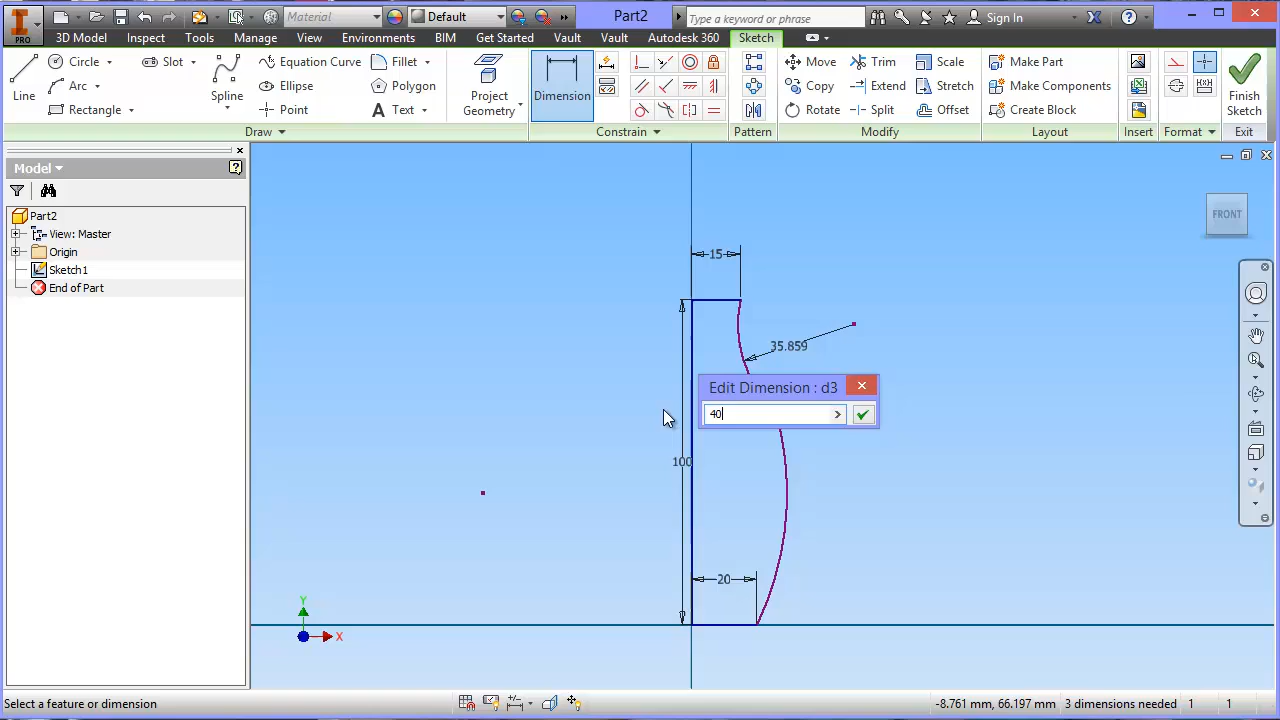 PRO
Material
Default
Part2
Type a keyword or phrase
Sign In
3D Model Inspect Tools Manage View Environments BIM Get Started Vault Vault Autodesk 360 Sketch
Line
Circle
Arc
Rectangle
Slot
Spline
Equation Curve
Ellipse
Point
Fillet
Polygon
A Text
Project
Geometry
Dimension
Move
Copy
Rotate
Trim
Extend
Split
Scale
Stretch
Offset
Make Part
Make Components
Create Block
Finish
Sketch
Draw Constrain Pattern Modify Layout Insert Format Exit
Model
Part2
View: Master
Origin
Sketch1
End of Part
FRONT
15
35.859
Edit Dimension : d3
40
100
20
Y
X
Select a feature or dimension
-8.761 mm, 66.197 mm 3 dimensions needed 1 1